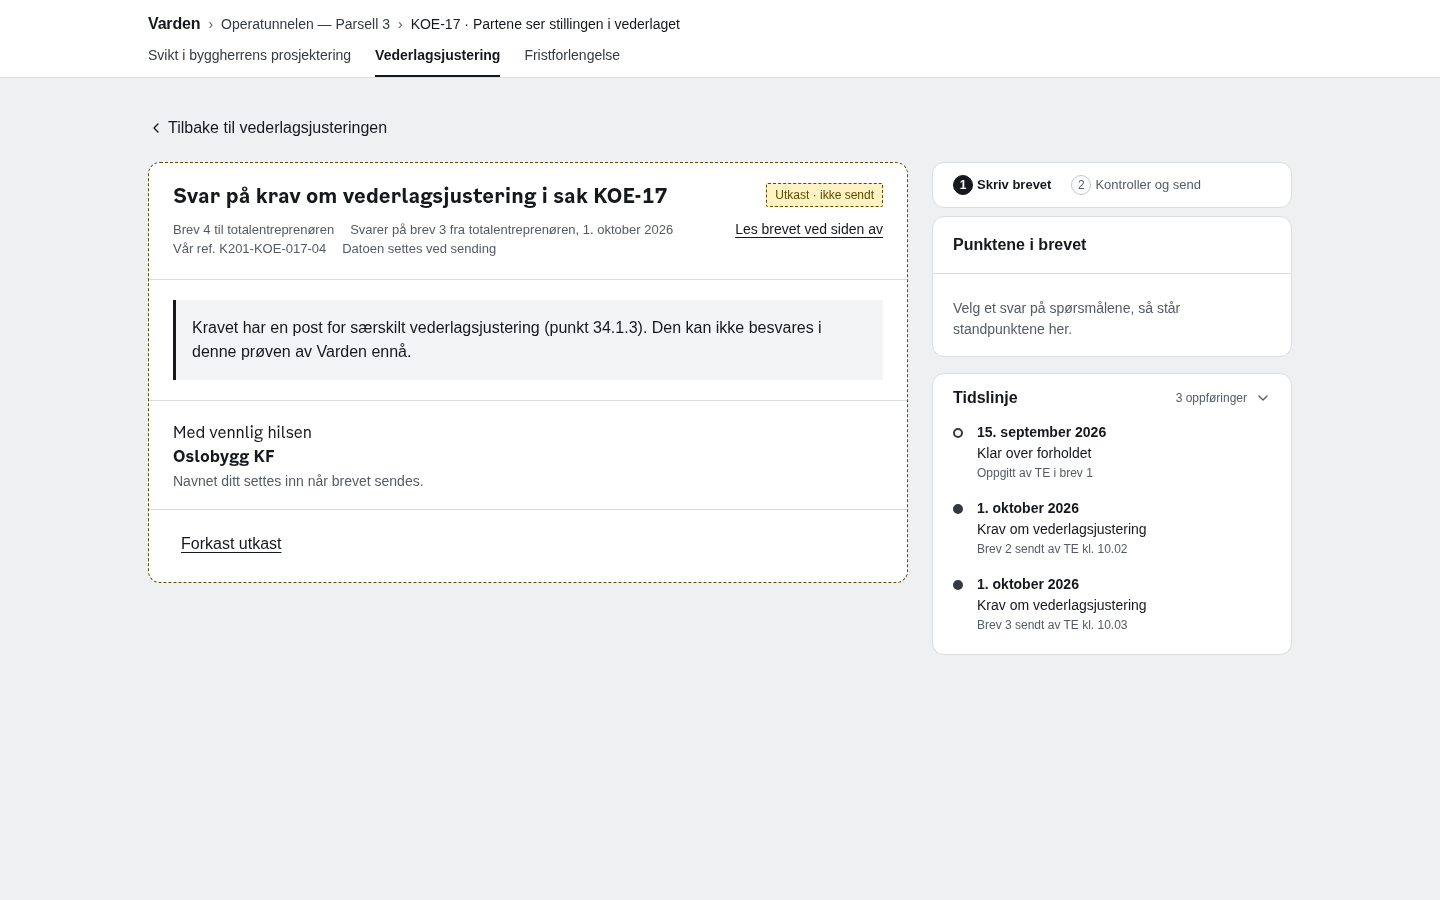 Varden › Operatunnelen — Parsell 3 › KOE-17 · Partene ser stillingen i vederlaget
Svikt i byggherrens prosjektering Vederlagsjustering Fristforlengelse
Tilbake til vederlagsjusteringen
Svar på krav om vederlagsjustering i sak KOE-17
Utkast · ikke sendt
Brev 4 til totalentreprenøren Svarer på brev 3 fra totalentreprenøren, 1. oktober 2026
Vår ref. K201-KOE-017-04 Datoen settes ved sending
Les brevet ved siden av
Kravet har en post for særskilt vederlagsjustering (punkt 34.1.3). Den kan ikke besvares i
denne prøven av Varden ennå.
Med vennlig hilsen
Oslobygg KF
Navnet ditt settes inn når brevet sendes.
Forkast utkast
1 Skriv brevet 2 Kontroller og send
Punktene i brevet
Velg et svar på spørsmålene, så står
standpunktene her.
Tidslinje 3 oppføringer
15. september 2026
Klar over forholdet
Oppgitt av TE i brev 1
1. oktober 2026
Krav om vederlagsjustering
Brev 2 sendt av TE kl. 10.02
1. oktober 2026
Krav om vederlagsjustering
Brev 3 sendt av TE kl. 10.03